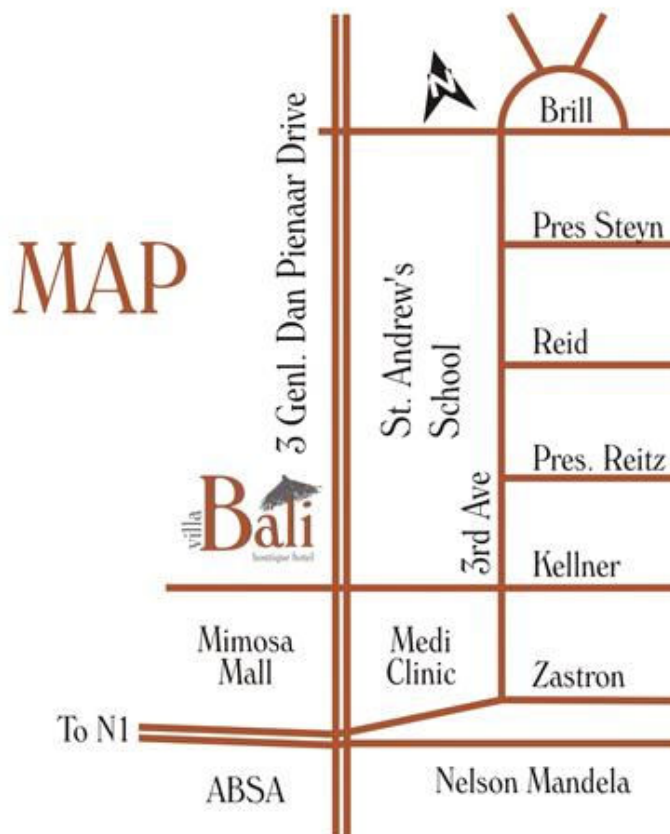 MAP
3 Genl. Dan Pienaar Drive
N
Brill
Pres Steyn
St. Andrew's
School
Reid
Pres. Reitz
villa
Bali
boutique hotel
3rd Ave
Kellner
Mimosa
Mall
Medi
Clinic
Zastron
To N1
ABSA
Nelson Mandela